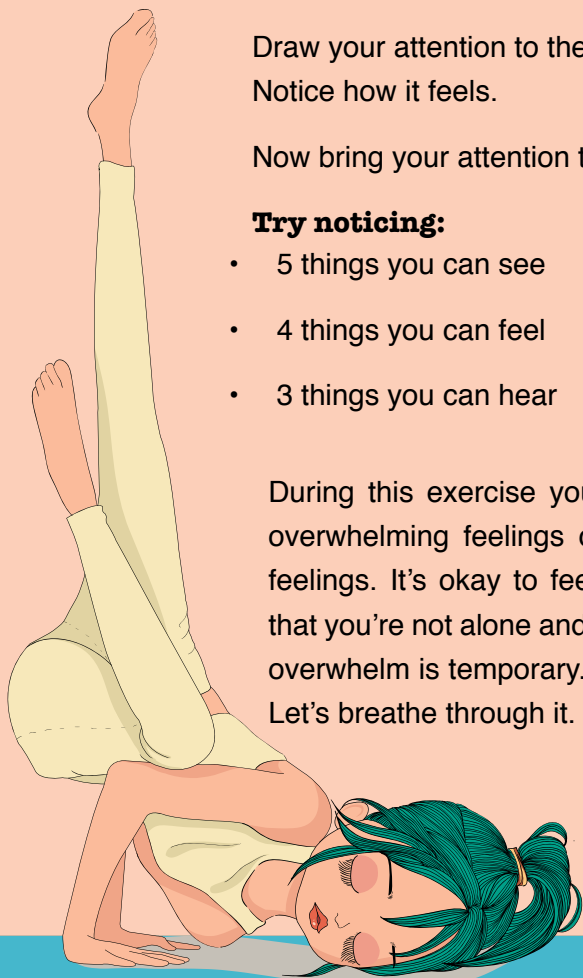 Draw your attention to the
Notice how it feels.
Now bring your attention
Try noticing:
• 5 things you can see
• 4 things you can feel
• 3 things you can hear
During this exercise you
overwhelming feelings
feelings. It’s okay to
that you’re not alone and
overwhelm is temporary.
Let’s breathe through it.